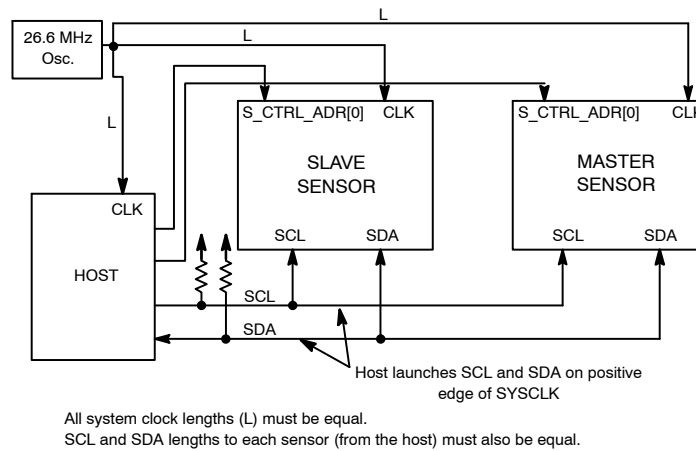 26.6 MHz
Osc.
L
L
L
S_CTRL_ADR[0] CLK
SLAVE
SENSOR
SCL SDA
S_CTRL_ADR[0] CLK
MASTER
SENSOR
SCL SDA
CLK
HOST
SCL
SDA
Host launches SCL and SDA on positive
edge of SYSCLK
All system clock lengths (L) must be equal.
SCL and SDA lengths to each sensor (from the host) must also be equal.